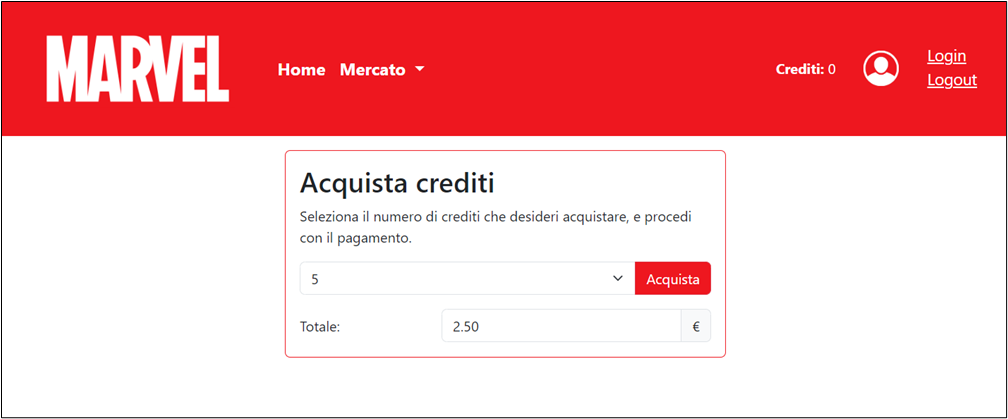 MARVEL
Home Mercato
Crediti: 0
Login
Logout
Acquista crediti
Seleziona il numero di crediti che desideri acquistare, e procedi
con il pagamento.
5 Acquista
Totale: 2.50 €